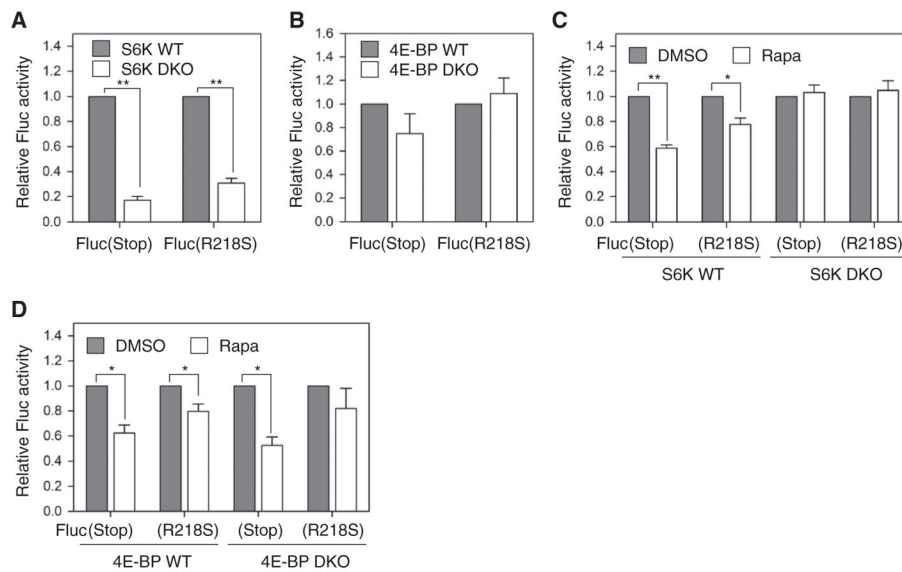 A
Relative Fluc activity
1.4
1.2
1.0
0.8
0.6
0.4
0.2
0.0
S6K WT
S6K DKO
**
**
Fluc(Stop)
Fluc(R218S)
B
Relative Fluc activity
1.6
1.4
1.2
1.0
0.8
0.6
0.4
0.2
0.0
4E-BP WT
4E-BP DKO
Fluc(Stop)
Fluc(R218S)
C
Relative Fluc activity
1.4
1.2
1.0
0.8
0.6
0.4
0.2
0.0
DMSO
Rapa
**
*
Fluc(Stop)
(R218S)
(Stop)
(R218S)
S6K WT
S6K DKO
D
Relative Fluc activity
1.4
1.2
1.0
0.8
0.6
0.4
0.2
0.0
DMSO
Rapa
*
*
*
Fluc(Stop)
(R218S)
(Stop)
(R218S)
4E-BP WT
4E-BP DKO